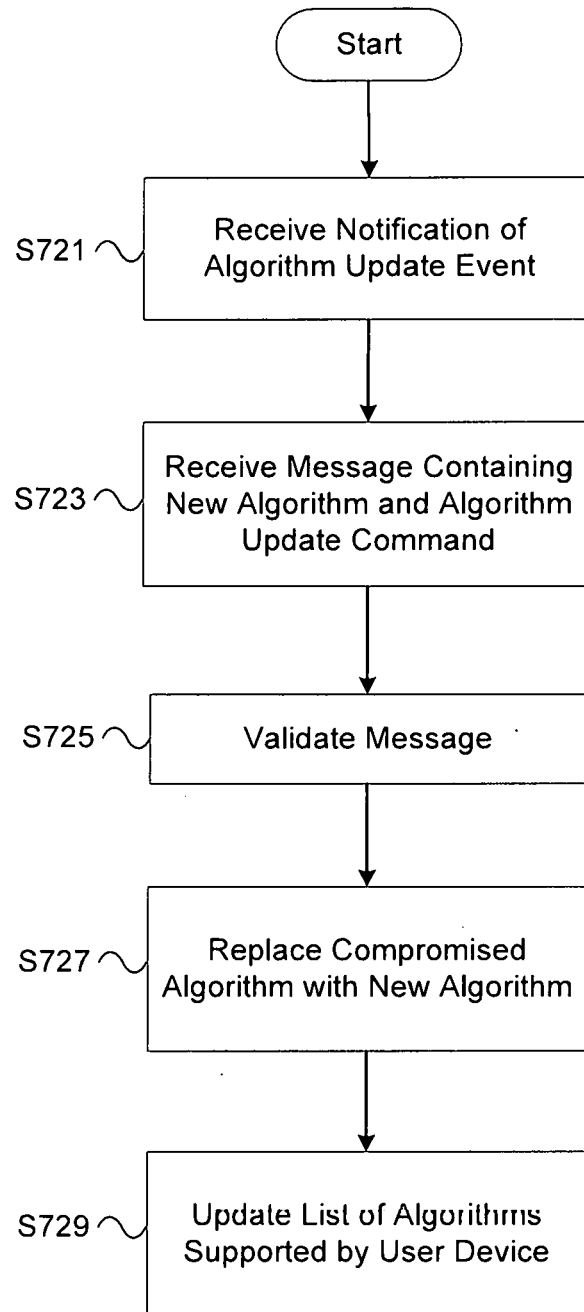 Start
S721
Receive Notification of
Algorithm Update Event
S723
Receive Message Containing
New Algorithm and Algorithm
Update Command
S725
Validate Message
S727
Replace Compromised
Algorithm with New Algorithm
S729
Update List of Algorithms
Supported by User Device